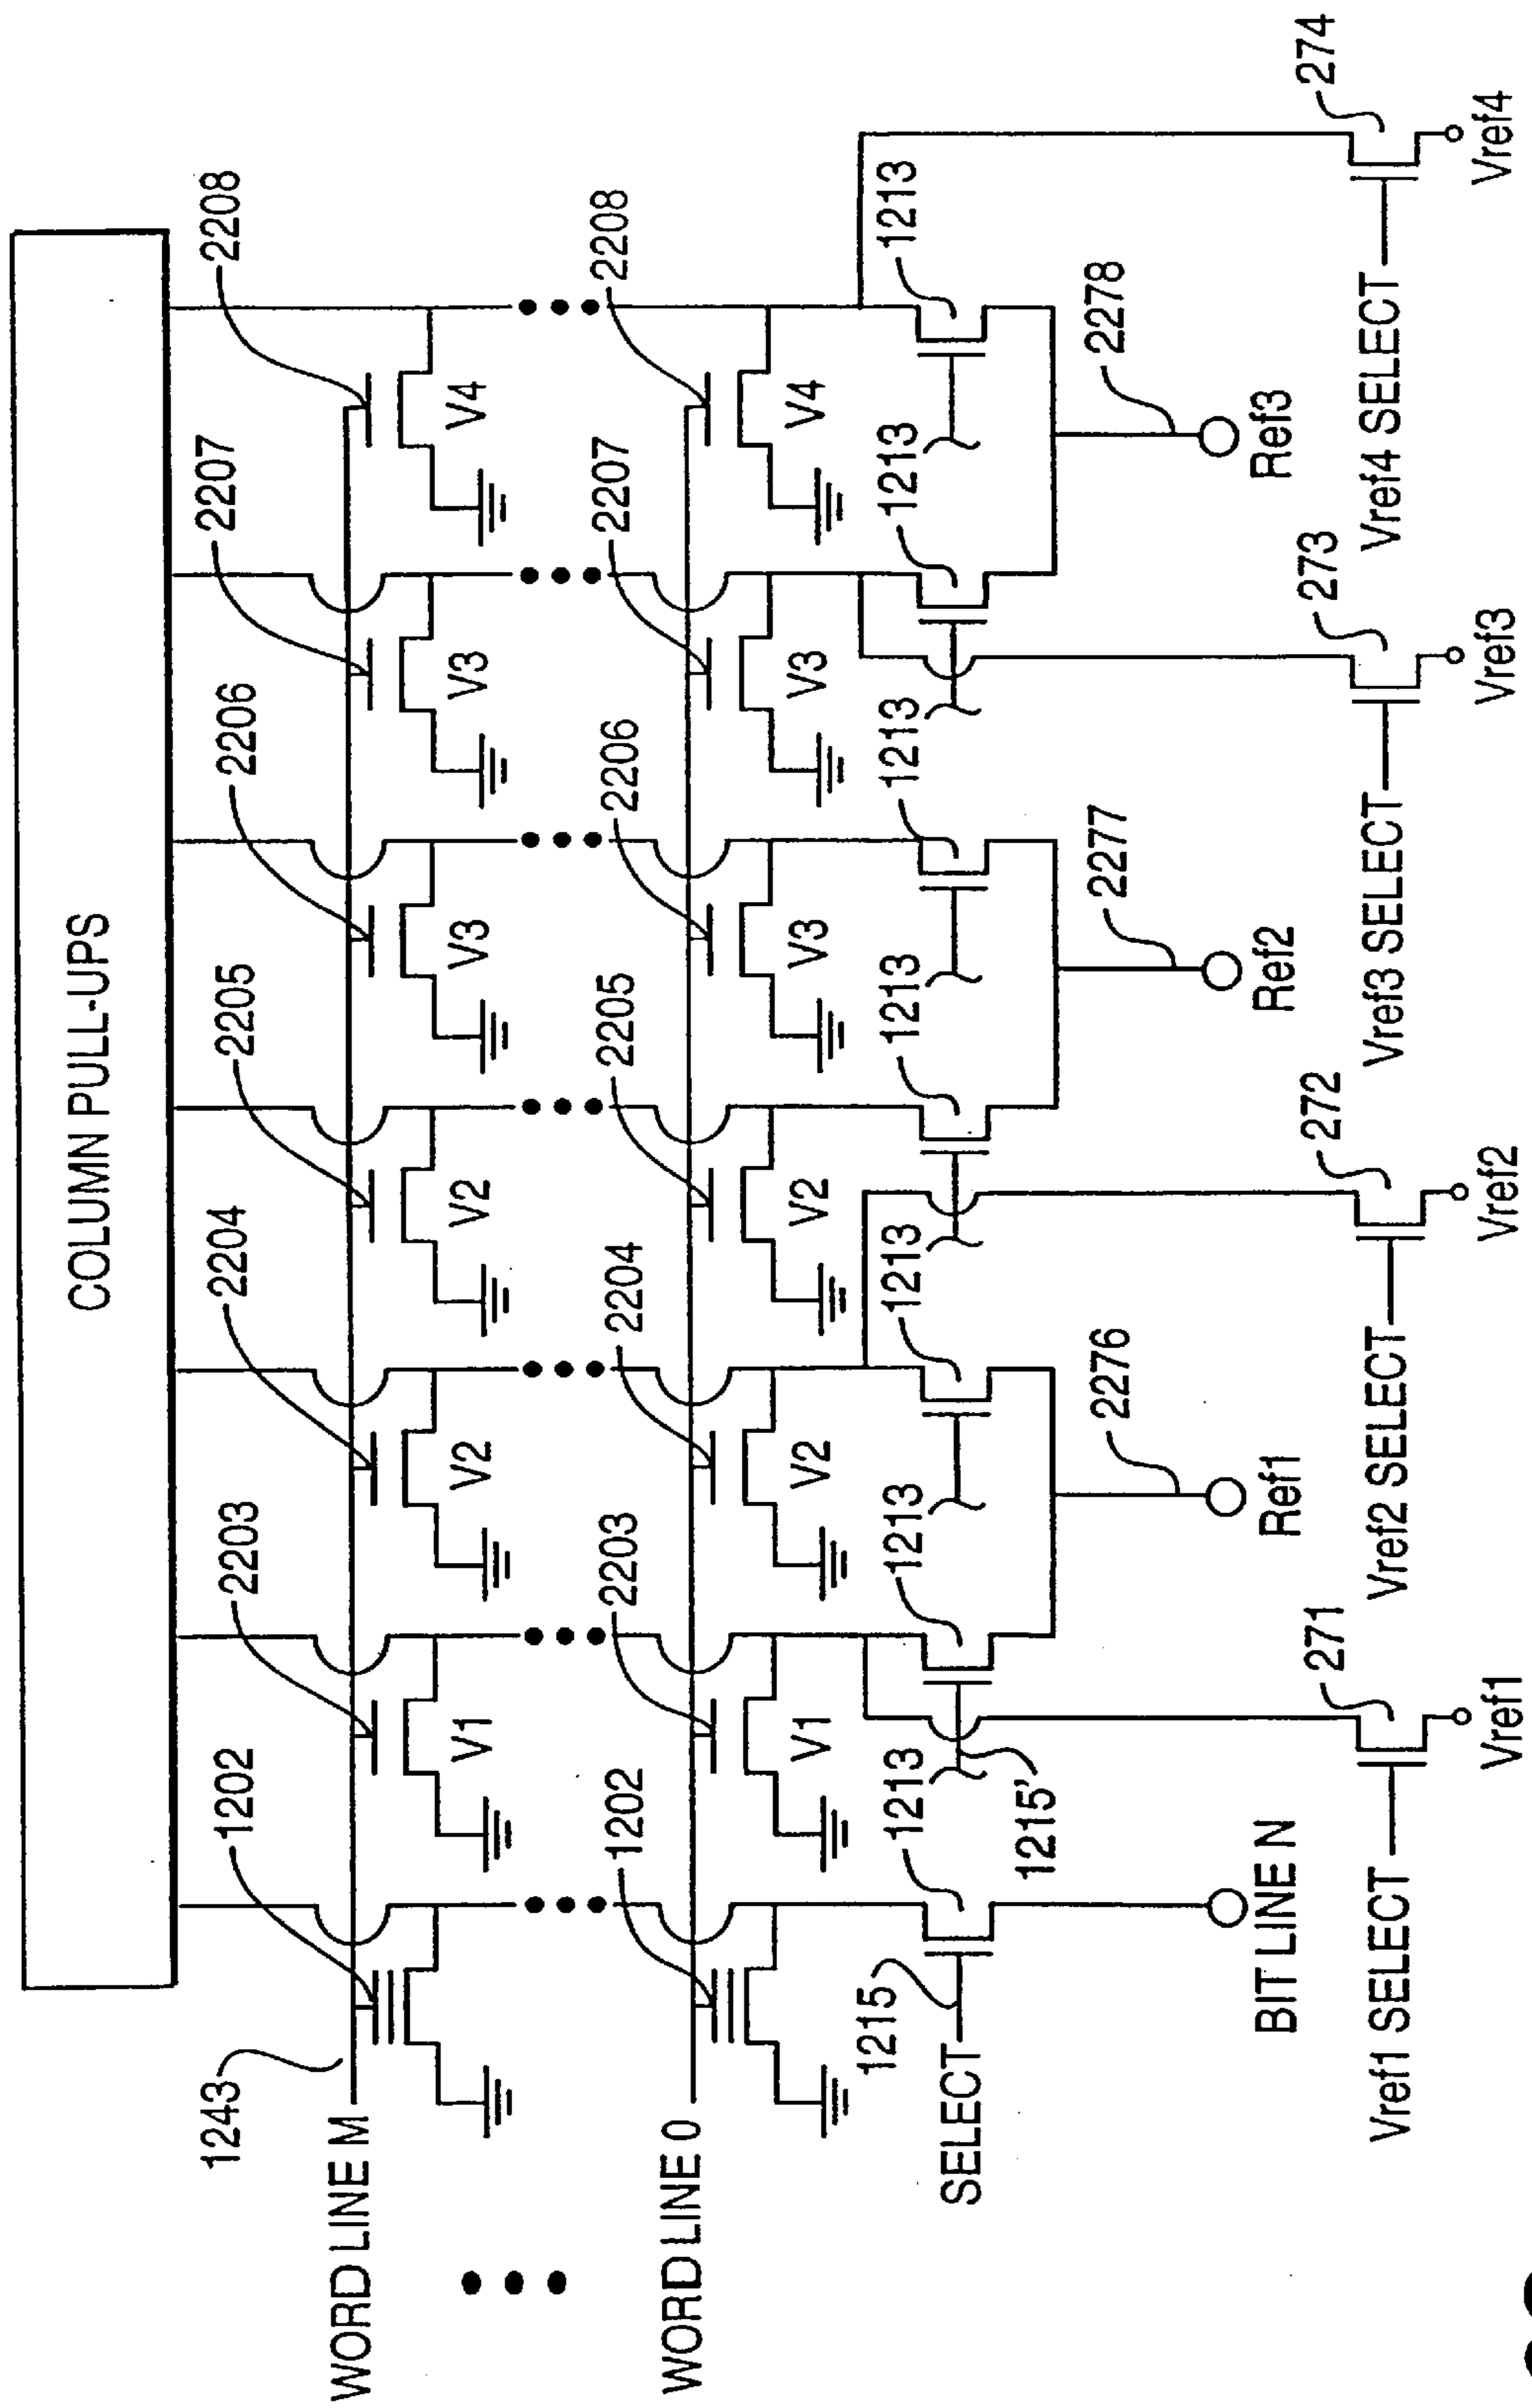 COLUMN PULL-UPS
1243 1202 2203 2204 2205 2206 2207 2208
WORD LINE M
V1 V2 V2 V3 V3 V4
1202 2203 2204 2205 2206 2207 2208
WORD LINE 0
V1 V2 V2 V3 V3 V4
1215 1213 1213 1213 1213 1213 1213 1213
SELECT
1215'
2276 2277 2278
BIT LINE N Ref1 Ref2 Ref3
271 272 273 274
Vref1 SELECT Vref2 SELECT Vref3 SELECT Vref4 SELECT
Vref1 Vref2 Vref3 Vref4